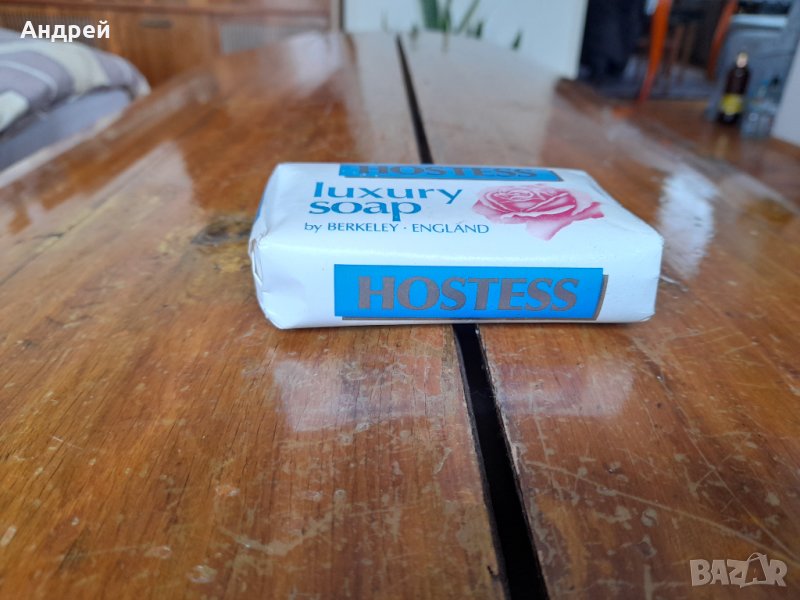 Андрей
HOSTESS
luxury
soap
by BERKELEY · ENGLAND
HOSTESS
BAZAR